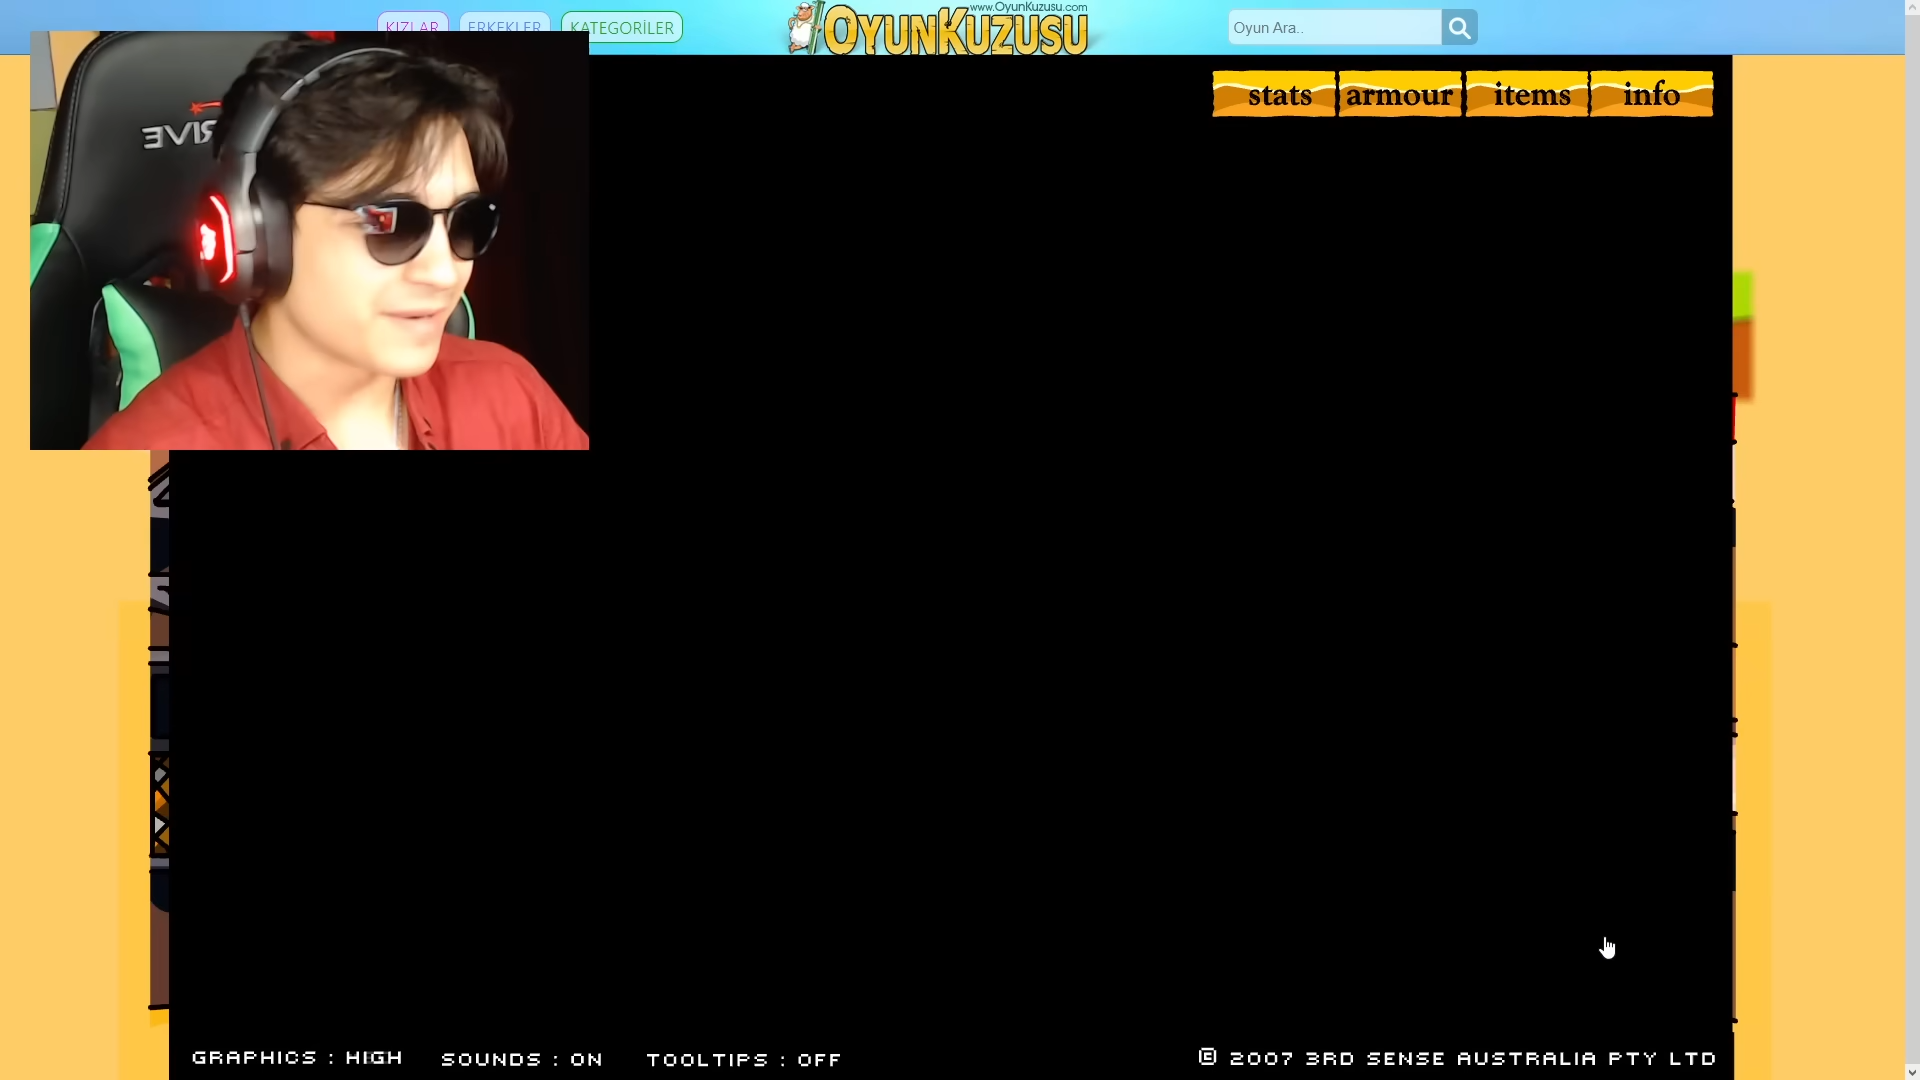 www.OyunKuzusu.com
KIZLAR
ERKEKLER
KATEGORİLER
OYUNKUZUSU
Oyun Ara..
stats
armour
items
info
GRAPHICS : HIGH
SOUNDS : ON
TOOLTIPS : OFF
© 2007 3RD SENSE AUSTRALIA PTY LTD